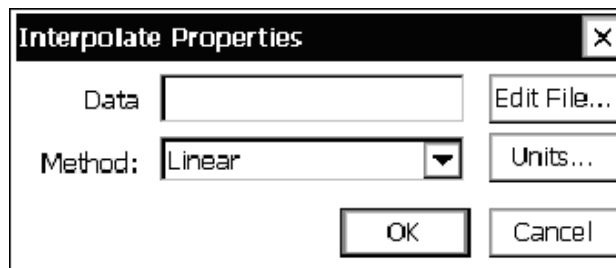 Interpolate Properties
Data
Edit File...
Method: Linear
Units...
OK
Cancel